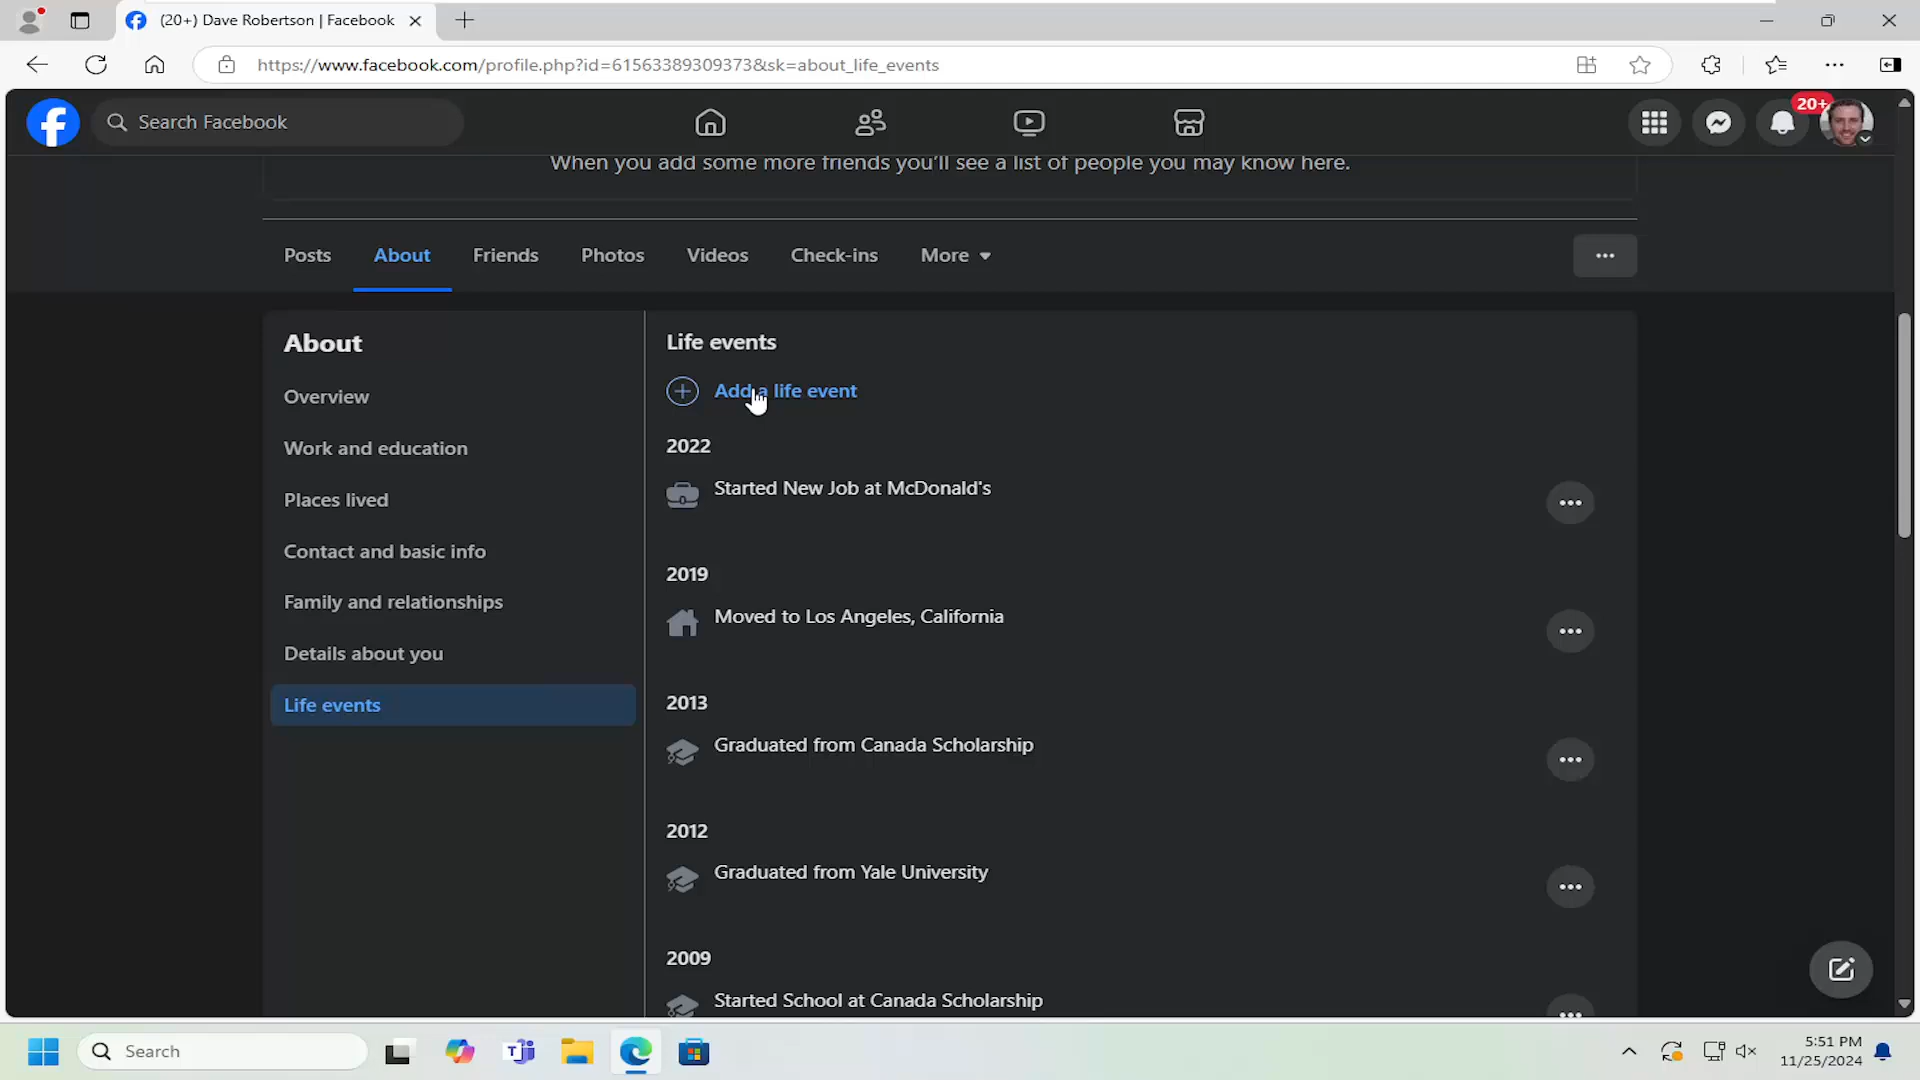 (20+) Dave Robertson | Facebook
https://www.facebook.com/profile.php?id=61563389309373&sk=about_life_events
Search Facebook
20+
When you add some more friends you'll see a list of people you may know here.
Posts About Friends Photos Videos Check-ins More
About
Overview
Work and education
Places lived
Contact and basic info
Family and relationships
Details about you
Life events
Life events
Add a life event
2022
Started New Job at McDonald's
2019
Moved to Los Angeles, California
2013
Graduated from Canada Scholarship
2012
Graduated from Yale University
2009
Started School at Canada Scholarship
Search
5:51 PM
11/25/2024